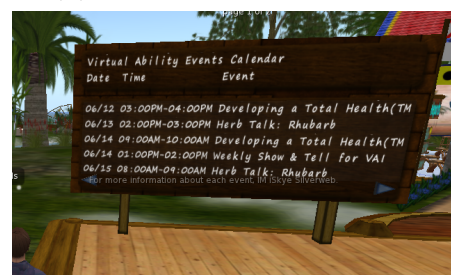 page 1 of
Virtual Ability Events Calendar
Date Time Event
06/12 03:00PM-04:00PM Developing a Total Health(TM
06/13 02:00PM-03:00PM Herb Talk: Rhubarb
06/14 09:00AM-10:00AM Developing a Total Health(TM
06/14 01:00PM-02:00PM Weekly Show & Tell for VAI
06/15 08:00AM-09:00AM Herb Talk: Rhubarb
For more information about each event, IM iSkye Silverweb.